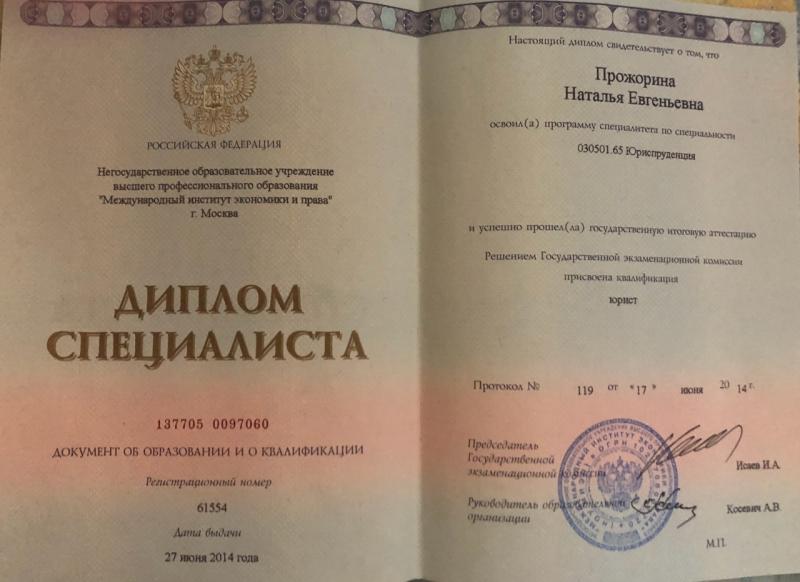 РОССИЙСКАЯ ФЕДЕРАЦИЯ
Негосударственное образовательное учреждение
высшего профессионального образования
"Международный институт экономики и права"
г. Москва
ДИПЛОМ
СПЕЦИАЛИСТА
137705 0097060
ДОКУМЕНТ ОБ ОБРАЗОВАНИИ И О КВАЛИФИКАЦИИ
Регистрационный номер
61554
Дата выдачи
27 июня 2014 года
Настоящий диплом свидетельствует о том, что
Прожорина
Наталья Евгеньевна
освоил(а) программу специалитета по специальности
030501.65 Юриспруденция
и успешно прошел(ла) государственную итоговую аттестацию
Решением Государственной экзаменационной комиссии
присвоена квалификация
юрист
Протокол № 119 от "17" июня 2014 г.
Председатель
Государственной
экзаменационной комиссии
Исаев И.А.
Руководитель образовательной
организации
Косевич А.В.
М.П.